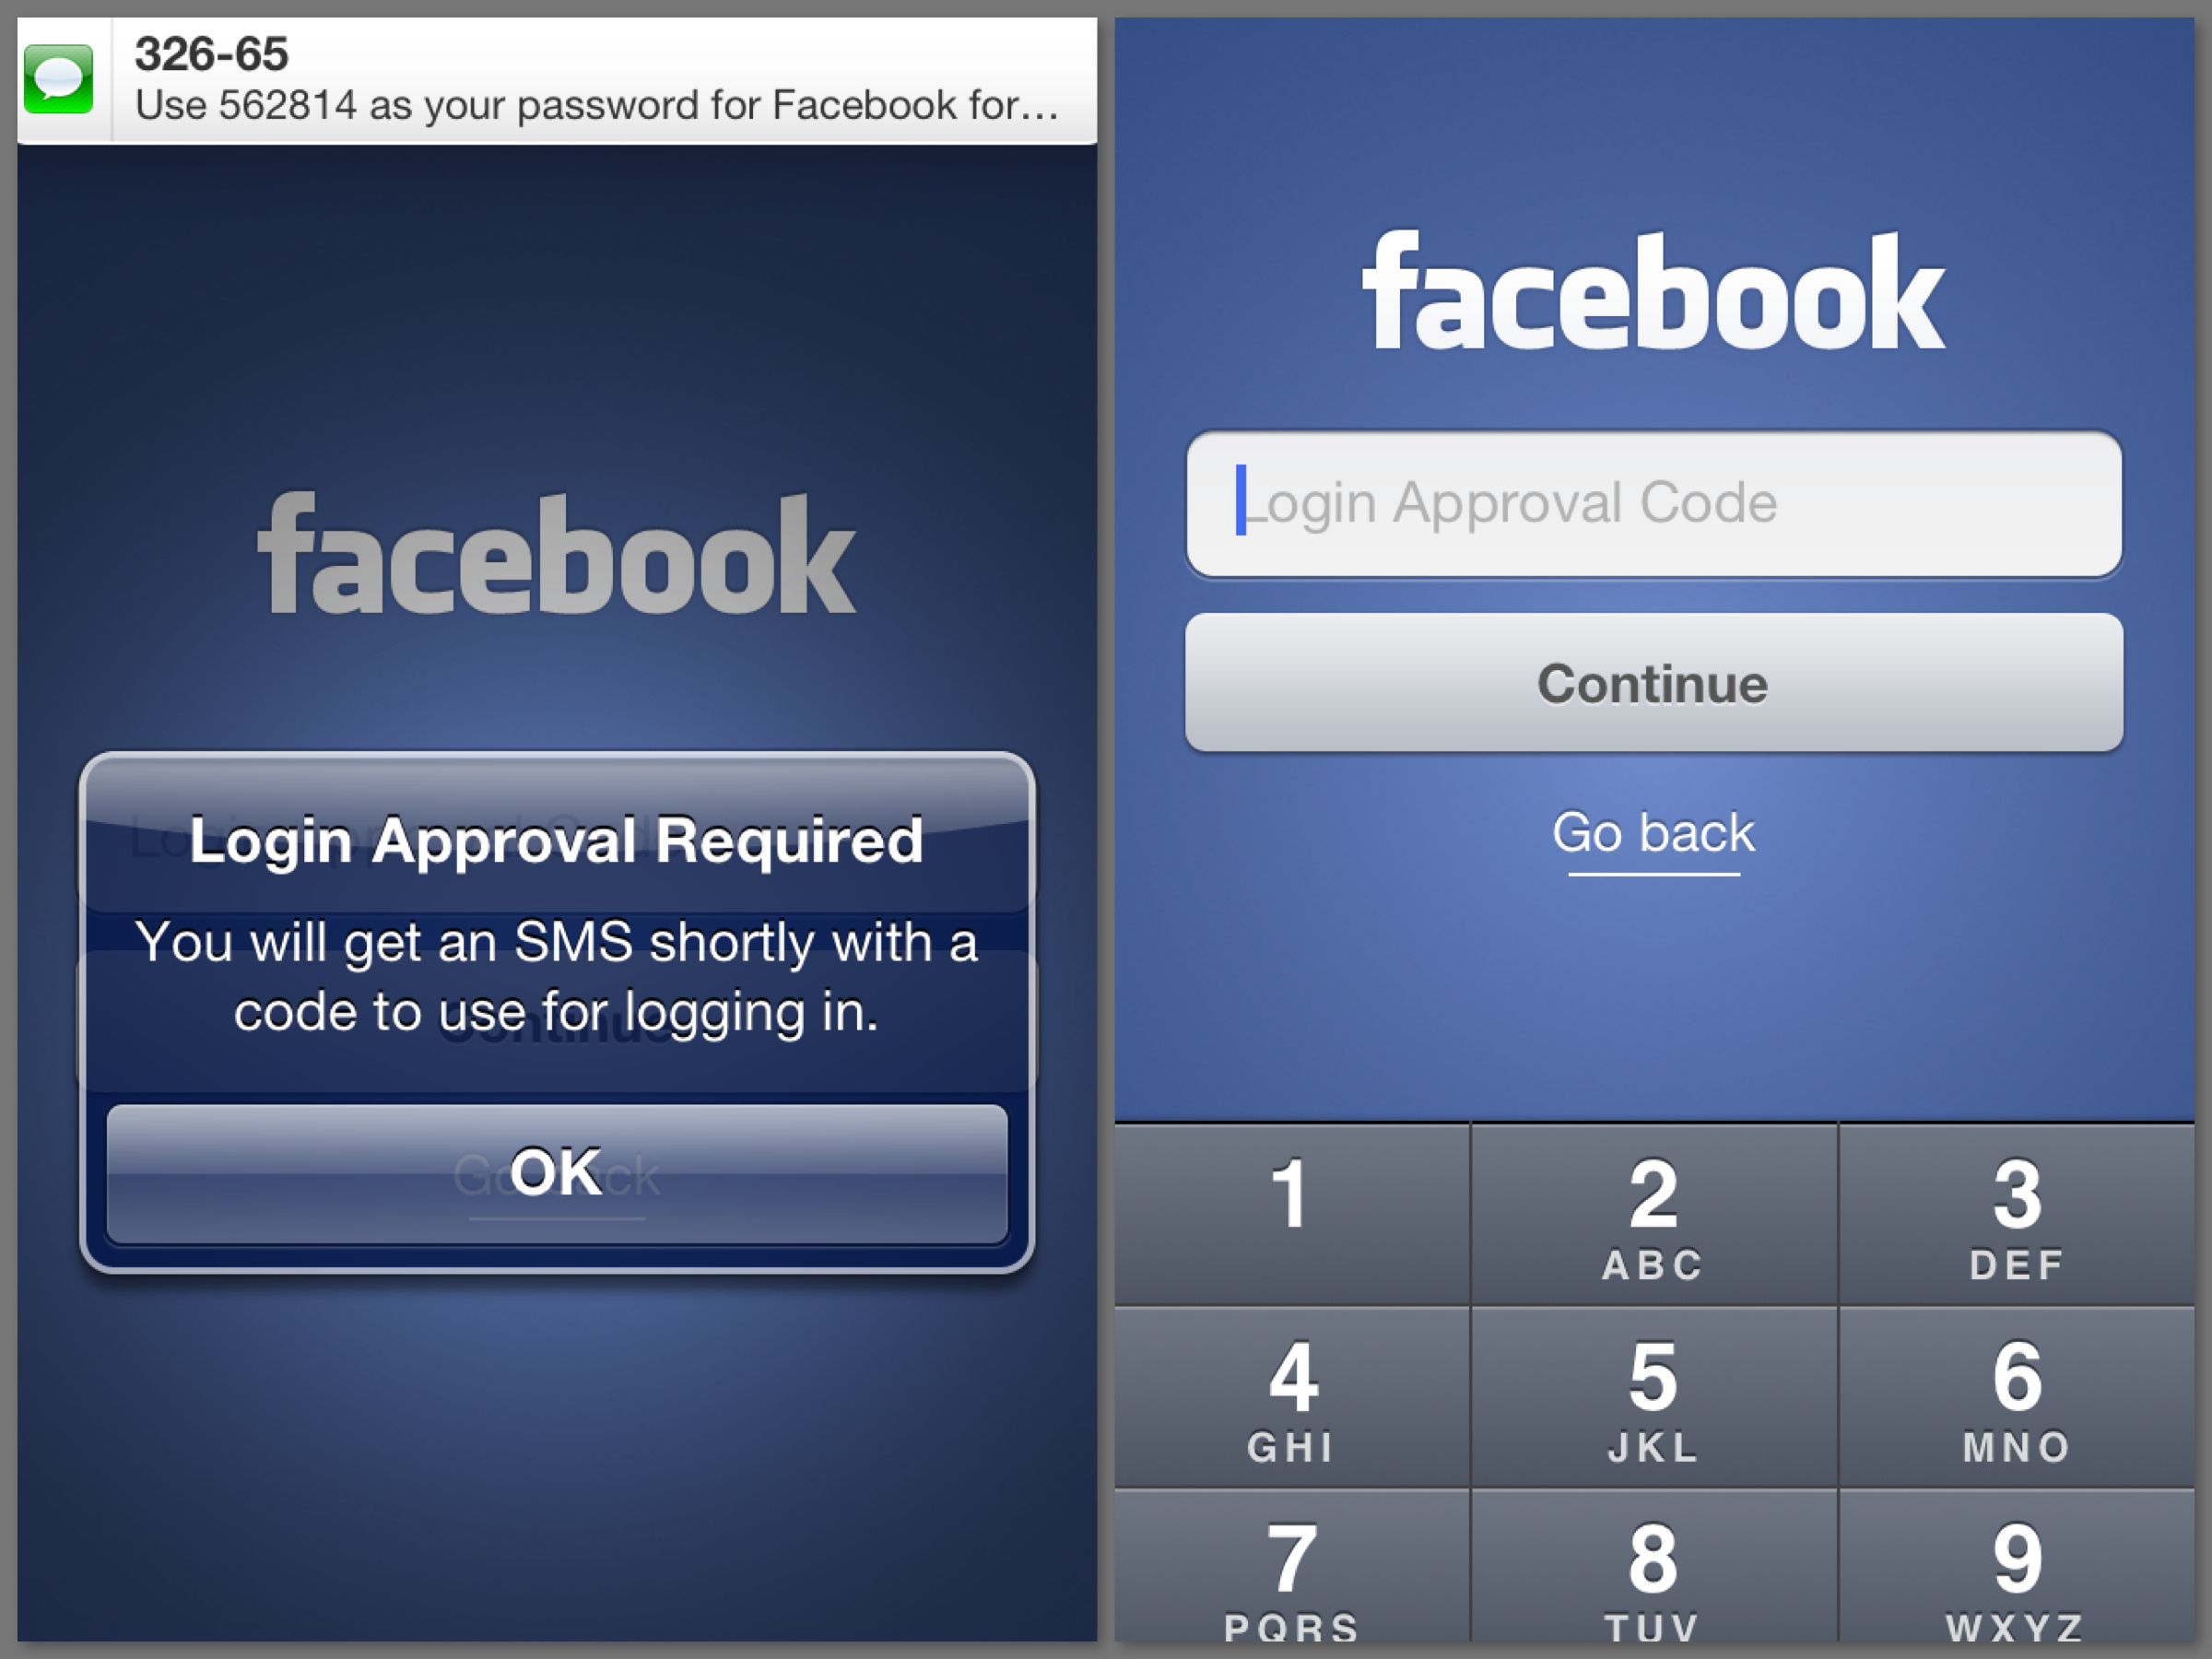 326-65
Use 562814 as your password for Facebook for...
facebook
Login Approval Required
You will get an SMS shortly with a
code to use for logging in.
OK
Go back
facebook
Login Approval Code
Continue
Go back
1
2
ABC
3
DEF
4
GHI
5
JKL
6
MNO
7
PQRS
8
TUV
9
WXYZ